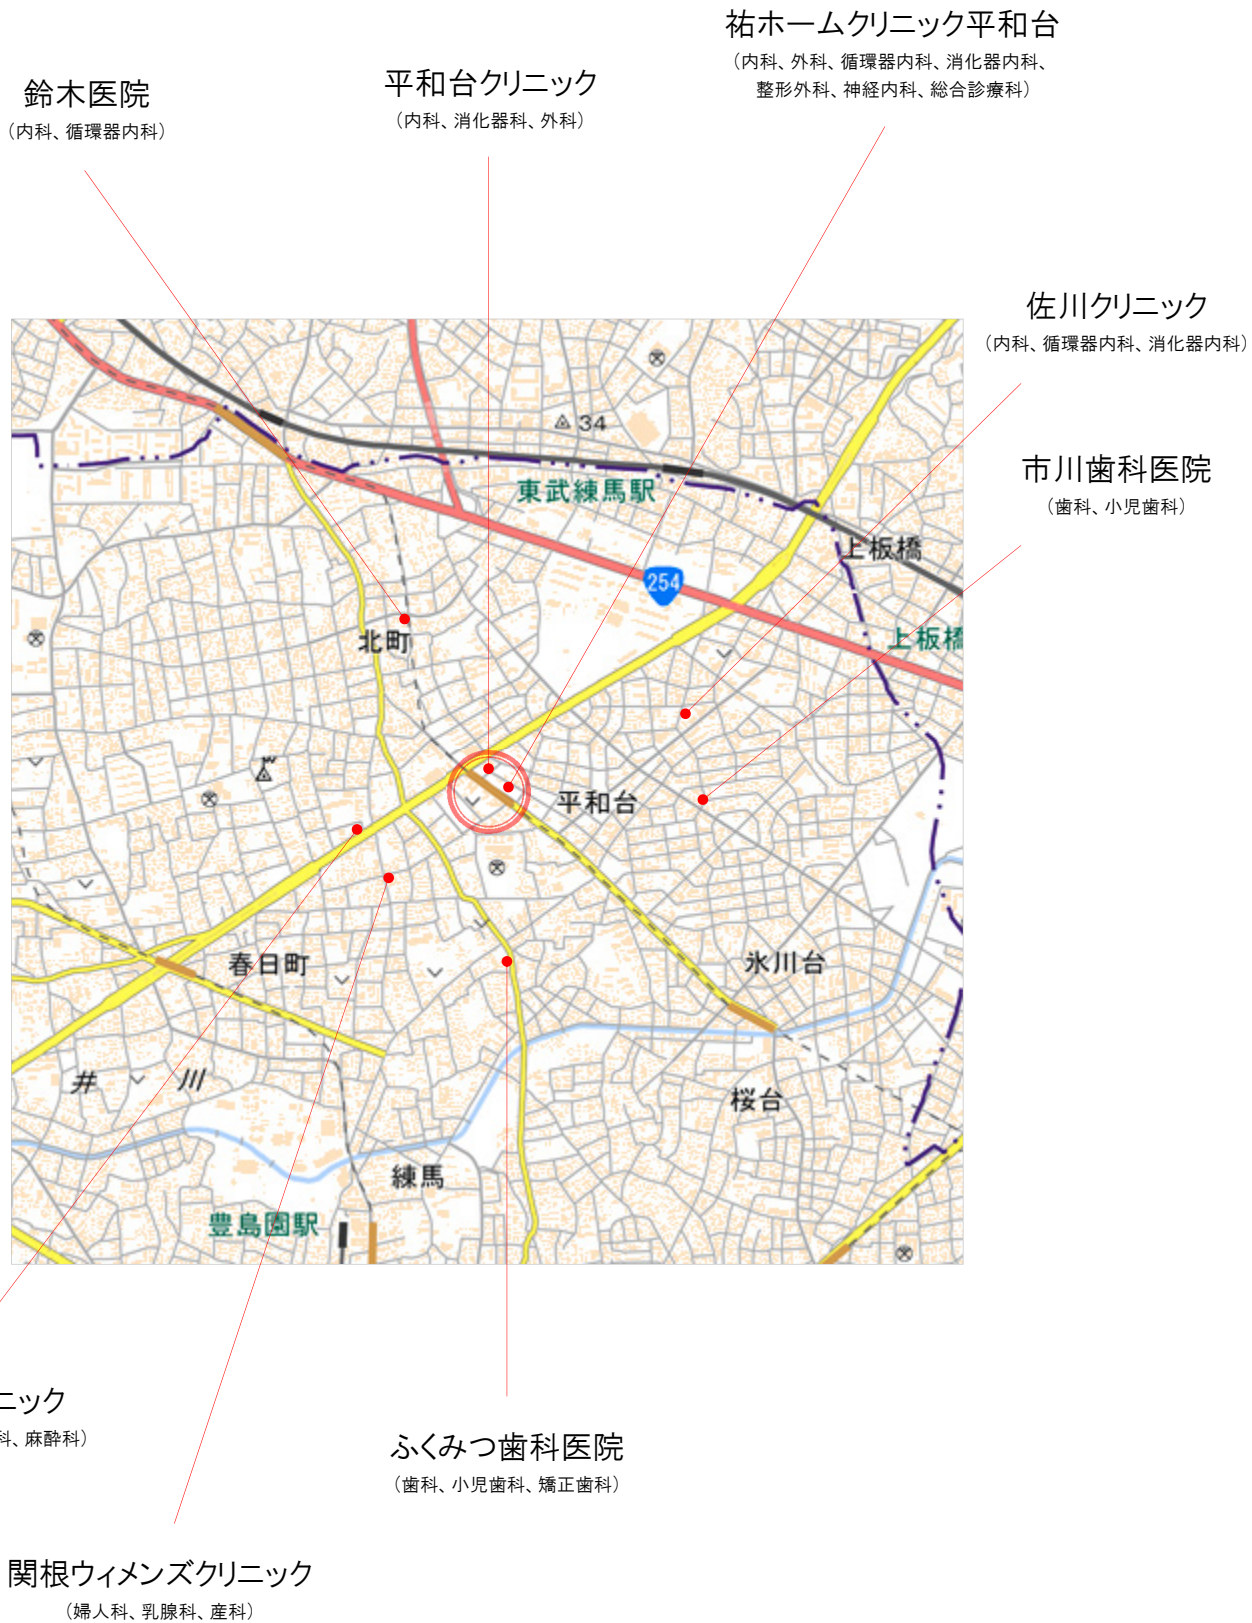 祐ホームクリニック平和台
（内科、外科、循環器内科、消化器内科、
整形外科、神経内科、総合診療科）
平和台クリニック
（内科、消化器科、外科）
鈴木医院
（内科、循環器内科）
佐川クリニック
（内科、循環器内科、消化器内科）
市川歯科医院
（歯科、小児歯科）
34
東武練馬駅
上板橋
254
北町
上板橋
平和台
春日町
氷川台
井 川
桜台
練馬
豊島園駅
ニック
科、麻酔科）
ふくみつ歯科医院
（歯科、小児歯科、矯正歯科）
関根ウィメンズクリニック
（婦人科、乳腺科、産科）